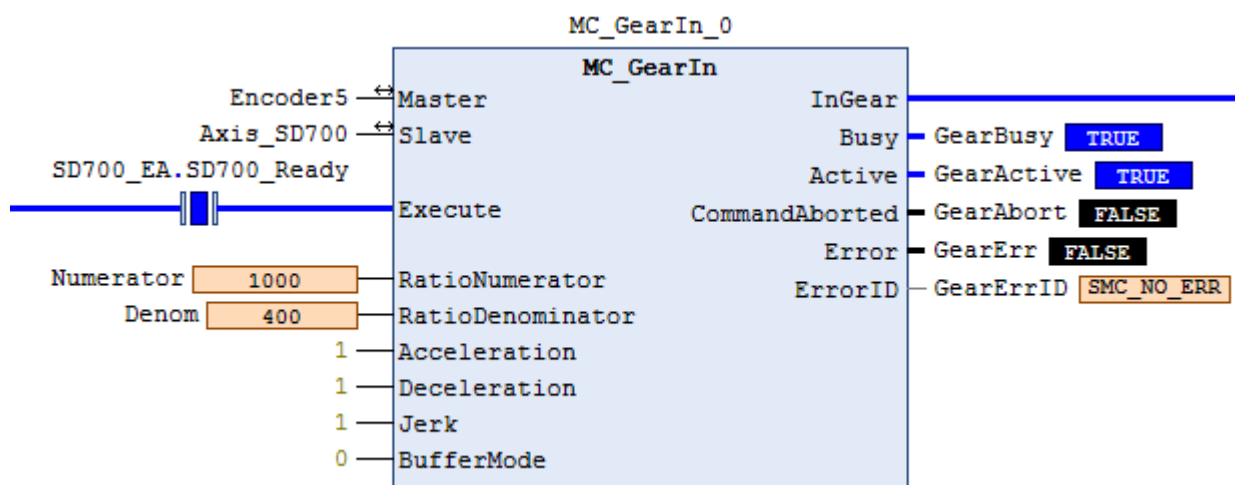 MC_GearIn_0
MC_GearIn
Encoder5 Master InGear
Axis_SD700 Slave Busy GearBusy TRUE
SD700_EA.SD700_Ready Active GearActive TRUE
Execute CommandAborted GearAbort FALSE
Error GearErr FALSE
Numerator 1000 RatioNumerator ErrorID GearErrID SMC_NO_ERR
Denom 400 RatioDenominator
1 Acceleration
1 Deceleration
1 Jerk
0 BufferMode